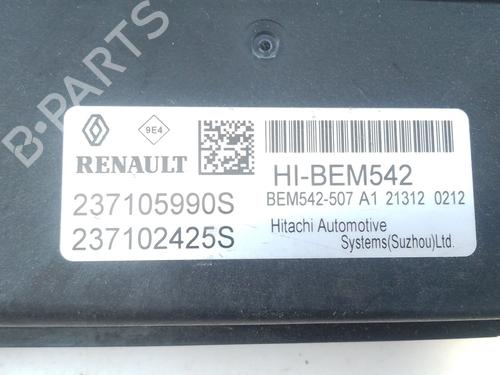 B-PARTS
9E4
RENAULT
237105990S
237102425S
HI-BEM542
BEM542-507 A1 21312 0212
Hitachi Automotive
Systems(Suzhou)Ltd.